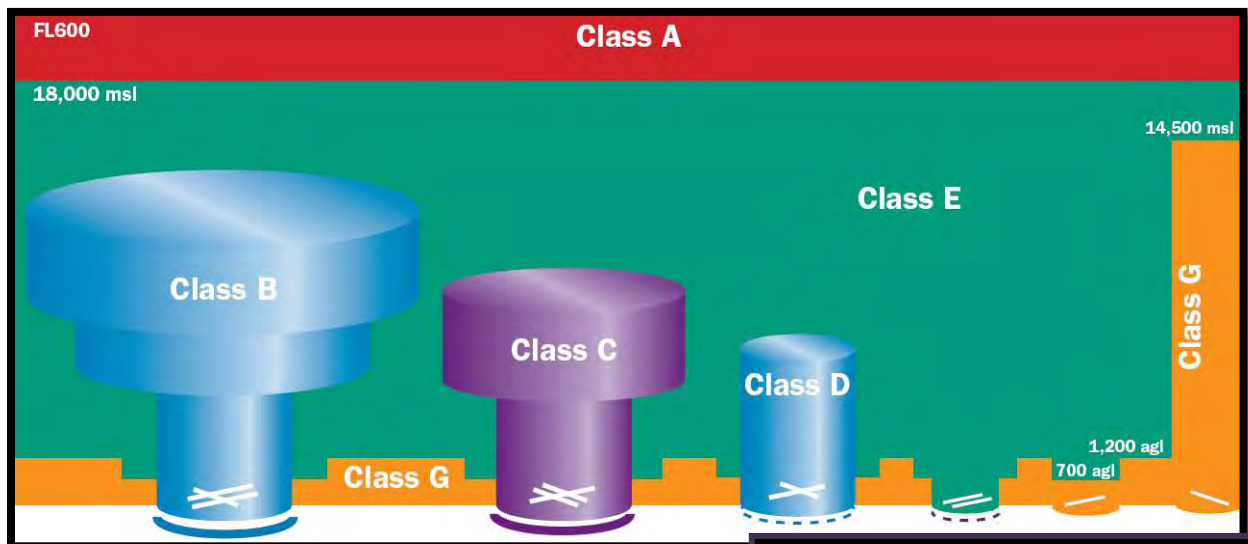 FL600
Class A
18,000 msl
14,500 msl
Class E
Class B
Class G
Class C
Class D
1,200 agl
700 agl
Class G